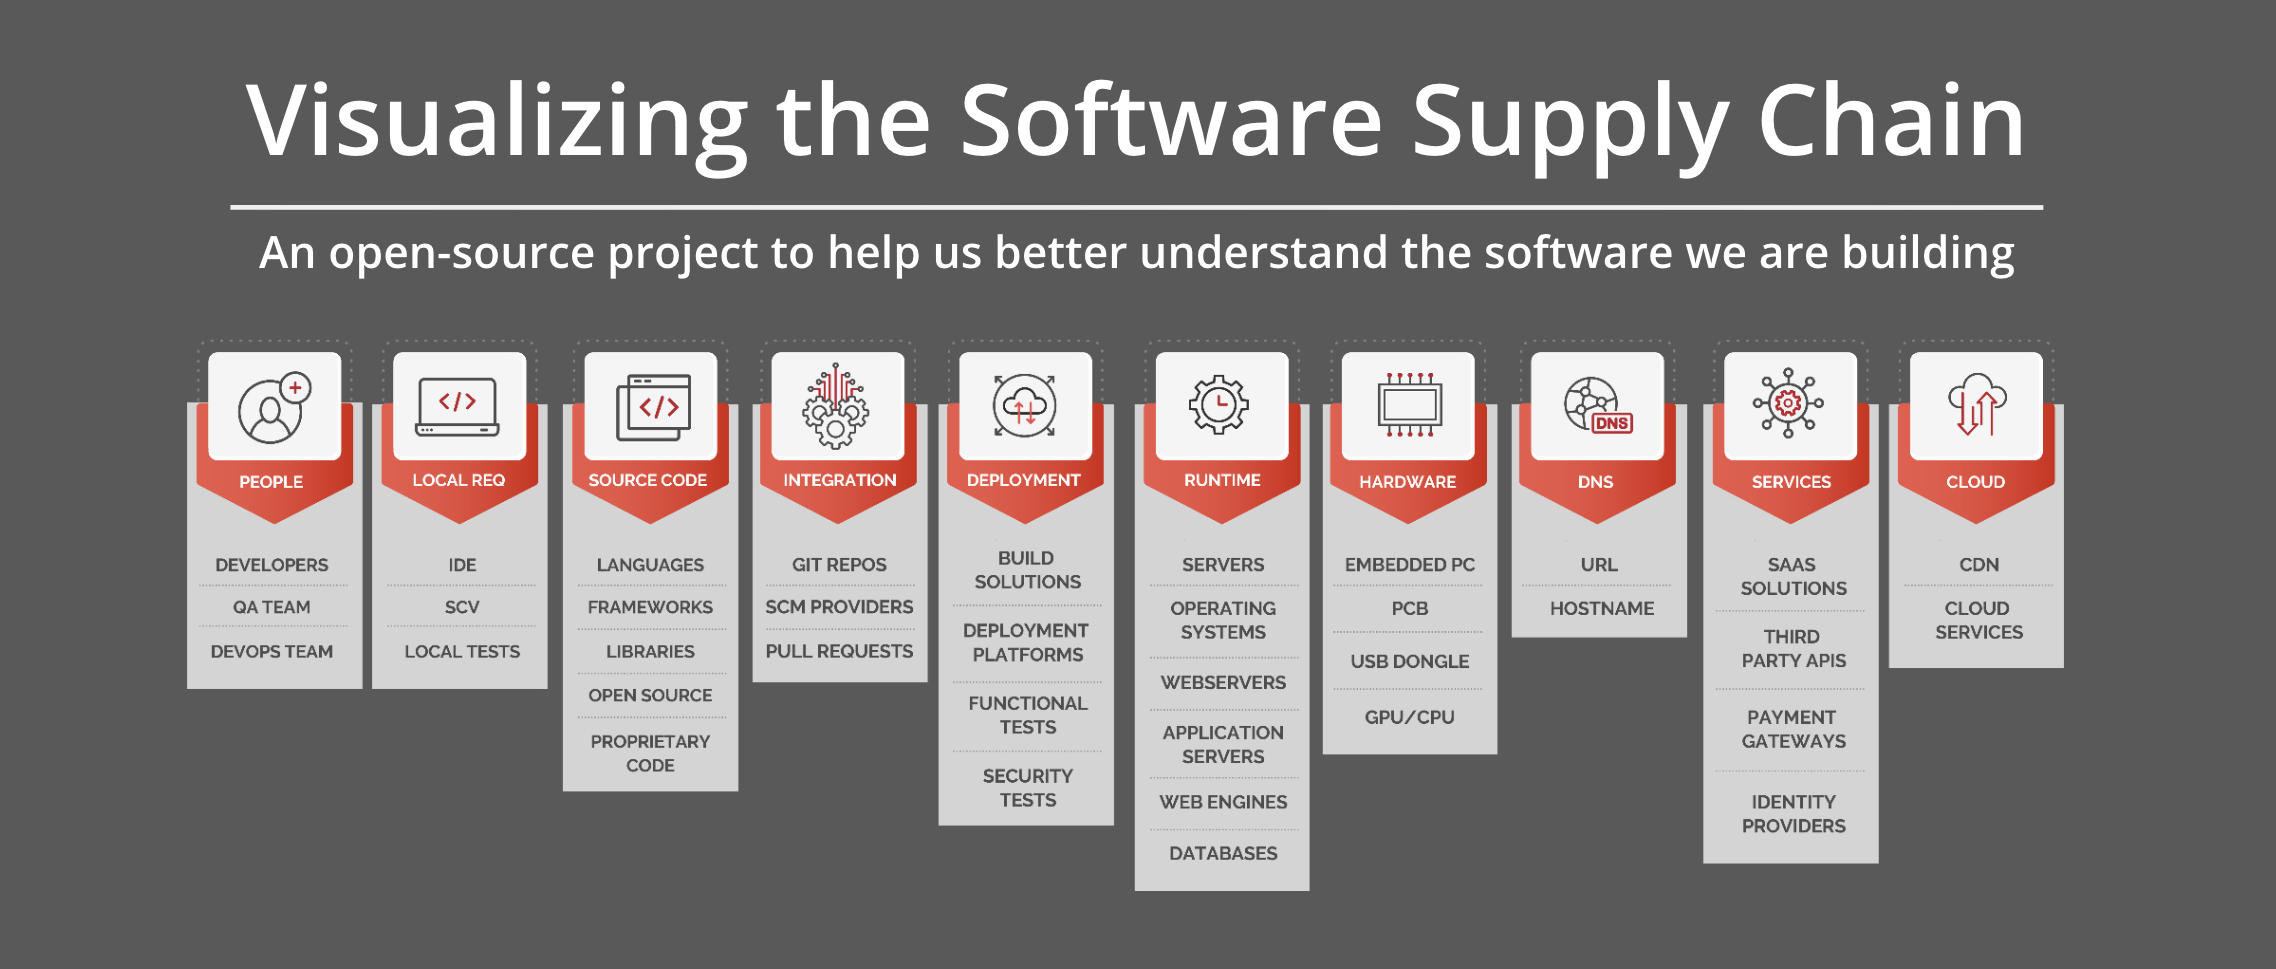 Visualizing the Software Supply Chain
An open-source project to help us better understand the software we are building
PEOPLE
DEVELOPERS
QA TEAM
DEVOPS TEAM
LOCAL REQ
IDE
SCV
LOCAL TESTS
SOURCE CODE
LANGUAGES
FRAMEWORKS
LIBRARIES
OPEN SOURCE
PROPRIETARY
CODE
INTEGRATION
GIT REPOS
SCM PROVIDERS
PULL REQUESTS
DEPLOYMENT
BUILD
SOLUTIONS
DEPLOYMENT
PLATFORMS
FUNCTIONAL
TESTS
SECURITY
TESTS
RUNTIME
SERVERS
OPERATING
SYSTEMS
WEBSERVERS
APPLICATION
SERVERS
WEB ENGINES
DATABASES
HARDWARE
EMBEDDED PC
PCB
USB DONGLE
GPU/CPU
DNS
DNS
URL
HOSTNAME
SERVICES
SAAS
SOLUTIONS
THIRD
PARTY APIS
PAYMENT
GATEWAYS
IDENTITY
PROVIDERS
CLOUD
CDN
CLOUD
SERVICES